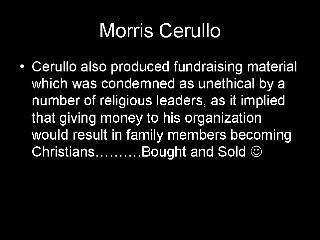 Morris Cerullo
• Cerullo also produced fundraising material
which was condemned as unethical by a
number of religious leaders, as it implied
that giving money to his organization
would result in family members becoming
Christians……….Bought and Sold ☺